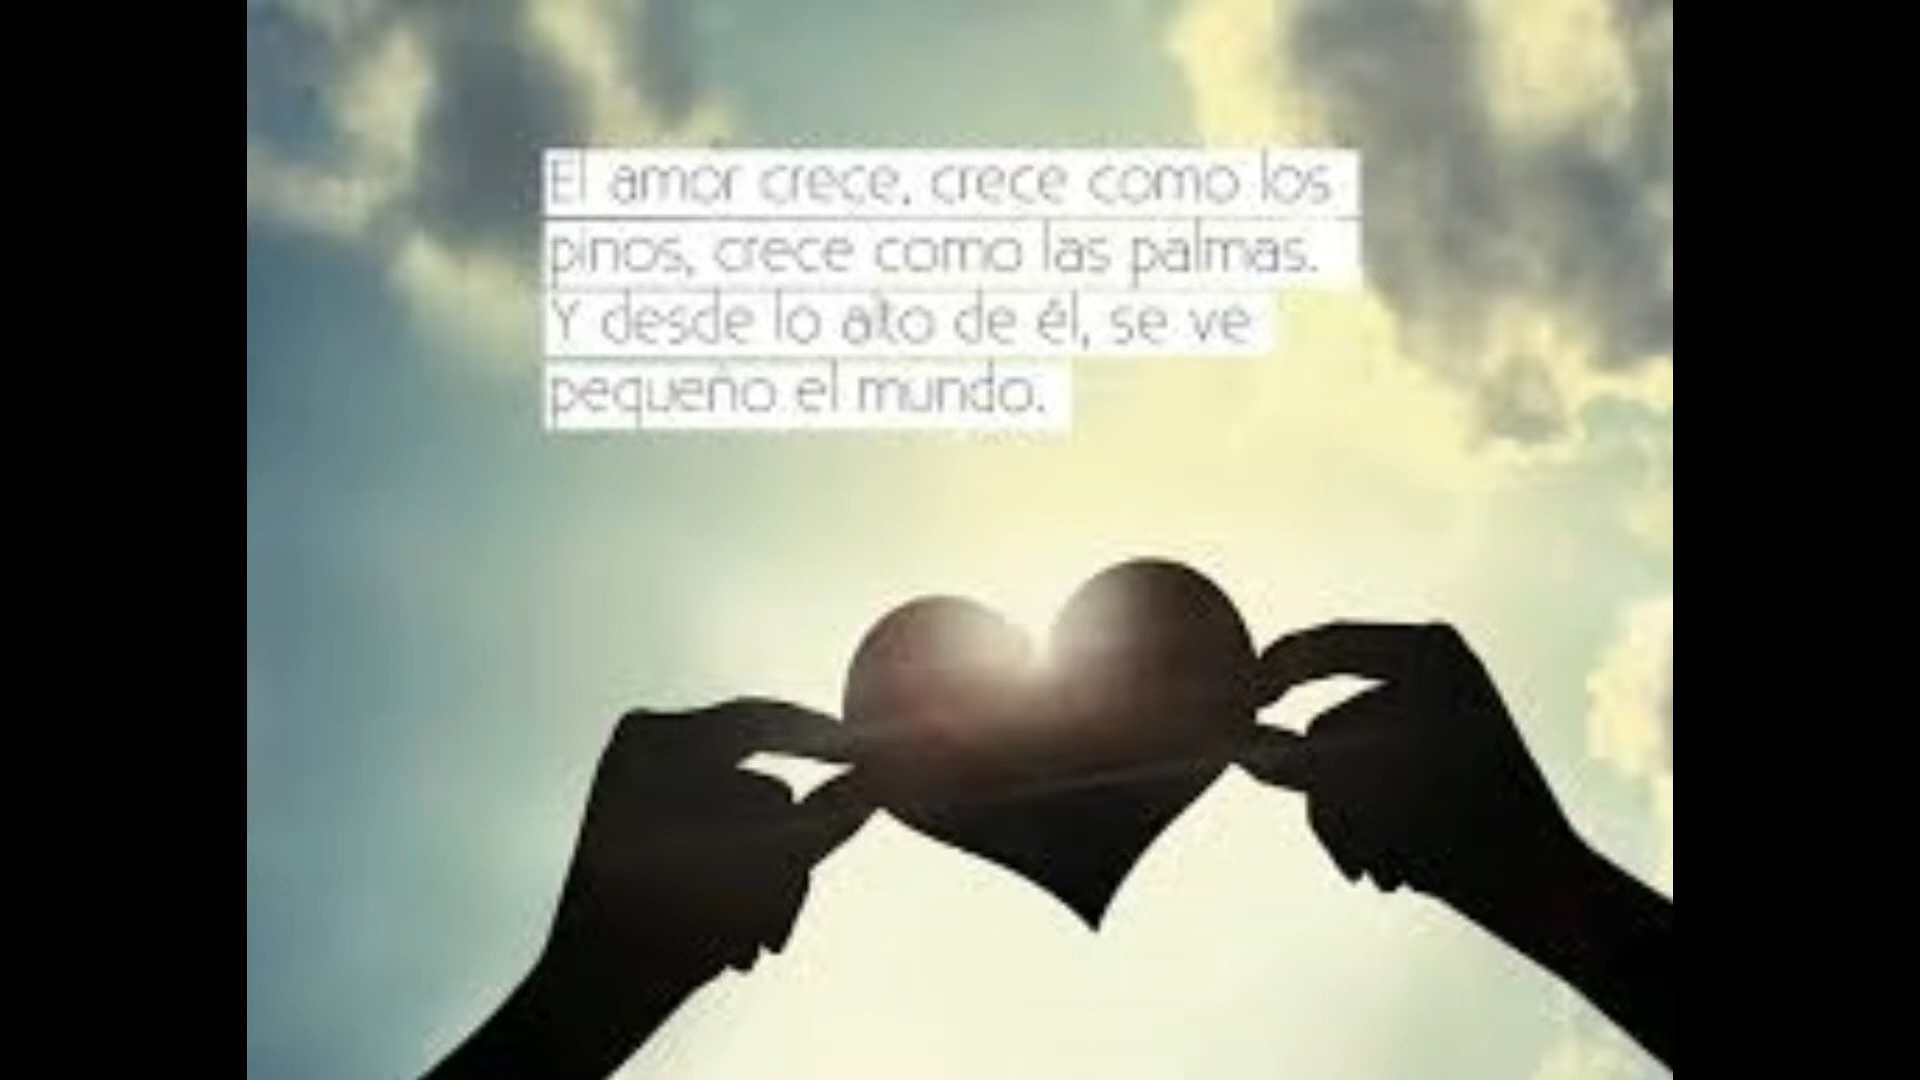 El amor crece, crece como los
pinos, crece como las palmas.
Y desde lo alto de él, se ve
pequeño el mundo.